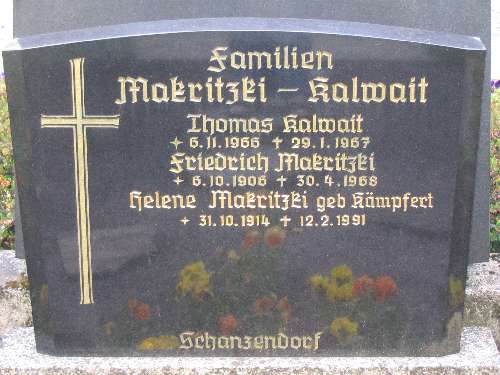 Familien
Makritzki - Kalwait
Thomas Kalwait
* 6.11.1966 † 29.1.1967
Friedrich Makritzki
* 6.10.1906 † 30.4.1968
Helene Makritzki geb Kämpfert
* 31.10.1914 † 12.2.1991
Schanzendorf